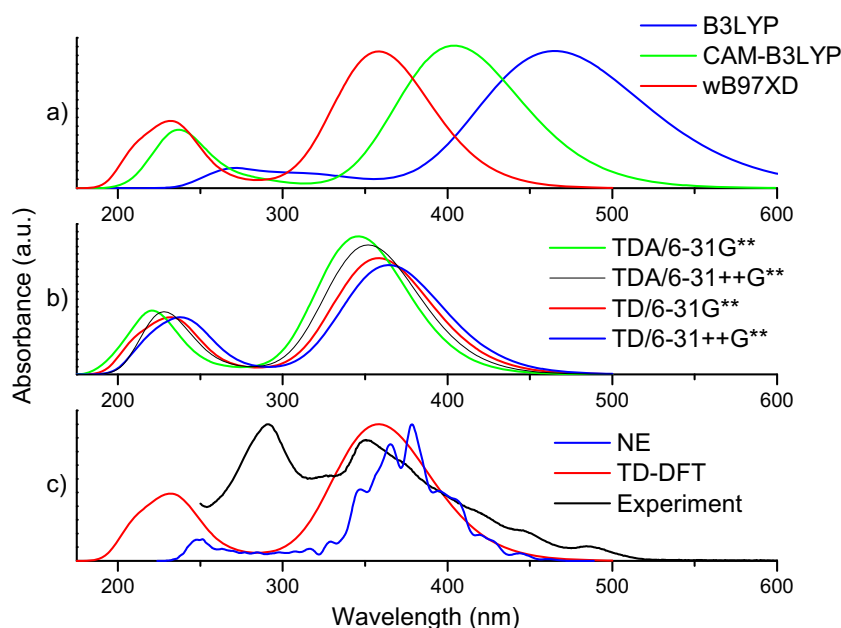 B3LYP
CAM-B3LYP
wB97XD
a)
200 300 400 500 600
TDA/6-31G**
TDA/6-31++G**
TD/6-31G**
TD/6-31++G**
b)
Absorbance (a.u.)
200 300 400 500 600
NE
TD-DFT
Experiment
c)
200 300 400 500 600
Wavelength (nm)